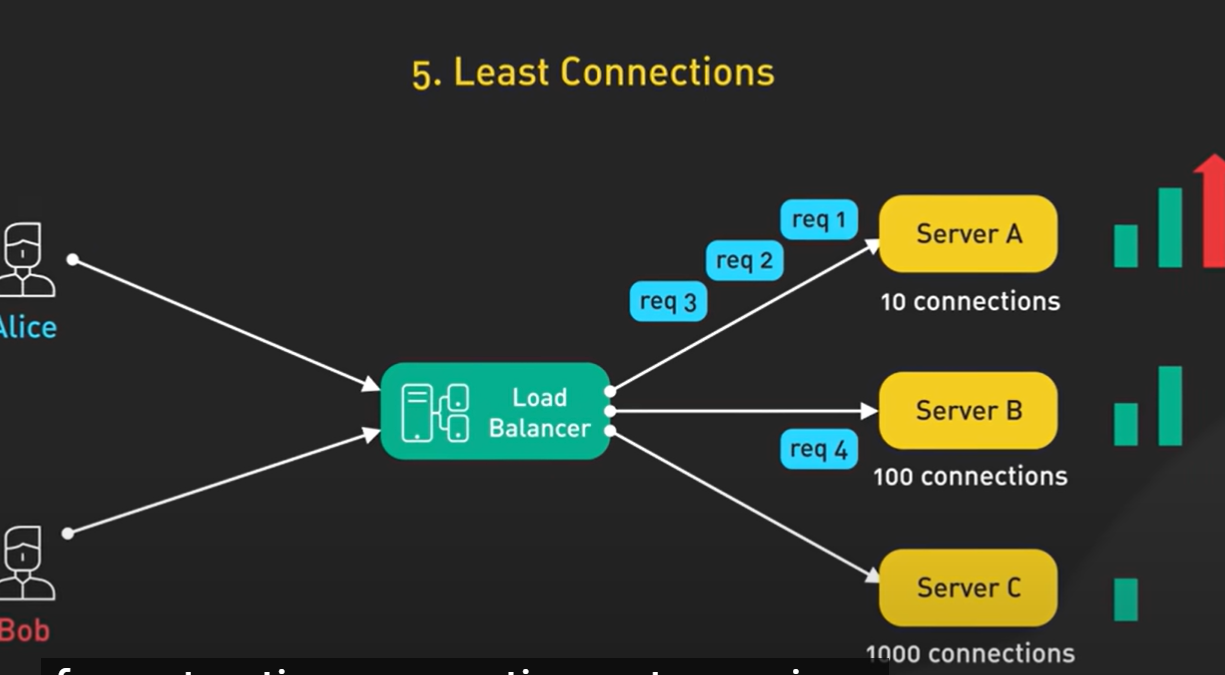 5. Least Connections
req 1
req 2
req 3
Server A
10 connections
Alice
Load
Balancer
Server B
req 4
100 connections
Server C
Bob
1000 connections